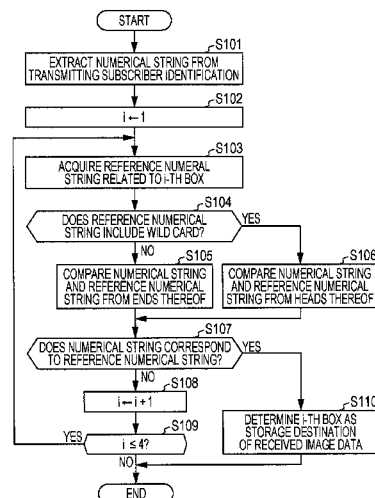 START
S101
EXTRACT NUMERICAL STRING FROM
TRANSMITTING SUBSCRIBER IDENTIFICATION
S102
i ← 1
S103
ACQUIRE REFERENCE NUMERAL
STRING RELATED TO i-TH BOX
S104
DOES REFERENCE NUMERICAL
STRING INCLUDE WILD CARD?
YES
NO
S105
COMPARE NUMERICAL STRING
AND REFERENCE NUMERICAL
STRING FROM ENDS THEREOF
S106
COMPARE NUMERICAL STRING
AND REFERENCE NUMERICAL
STRING FROM HEADS THEREOF
S107
DOES NUMERICAL STRING CORRESPOND
TO REFERENCE NUMERICAL STRING?
YES
NO
S108
i ← i + 1
S109
YES
i ≤ 4?
NO
S110
DETERMINE i-TH BOX AS
STORAGE DESTINATION
OF RECEIVED IMAGE DATA
END